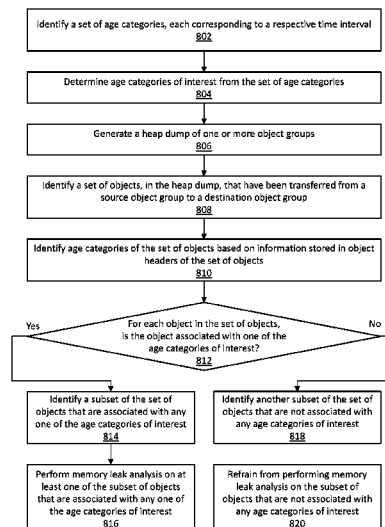 Identify a set of age categories, each corresponding to a respective time interval
802
Determine age categories of interest from the set of age categories
804
Generate a heap dump of one or more object groups
806
Identify a set of objects, in the heap dump, that have been transferred from a
source object group to a destination object group
808
Identify age categories of the set of objects based on information stored in object
headers of the set of objects
810
Yes
For each object in the set of objects,
is the object associated with one of the
age categories of interest?
812
No
Identify a subset of the set of
objects that are associated with any
one of the age categories of interest
814
Identify another subset of the set of
objects that are not associated with
any age categories of interest
818
Perform memory leak analysis on at
least one of the subset of objects
that are associated with any one of
the age categories of interest
816
Refrain from performing memory
leak analysis on the subset of
objects that are not associated with
any age categories of interest
820